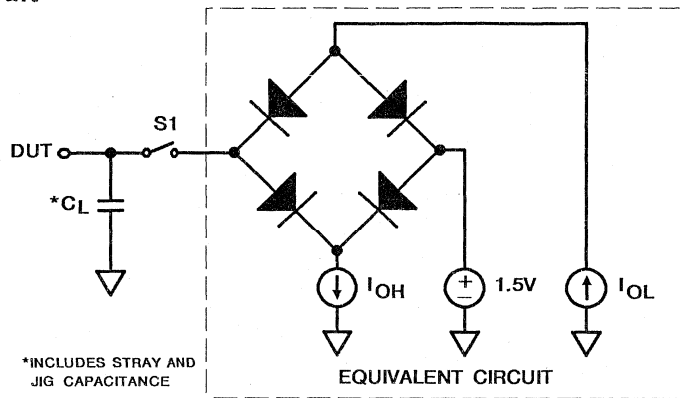 S1
DUT
*CL
IOH
+
−
1.5V
IOL
*INCLUDES STRAY AND
JIG CAPACITANCE
EQUIVALENT CIRCUIT